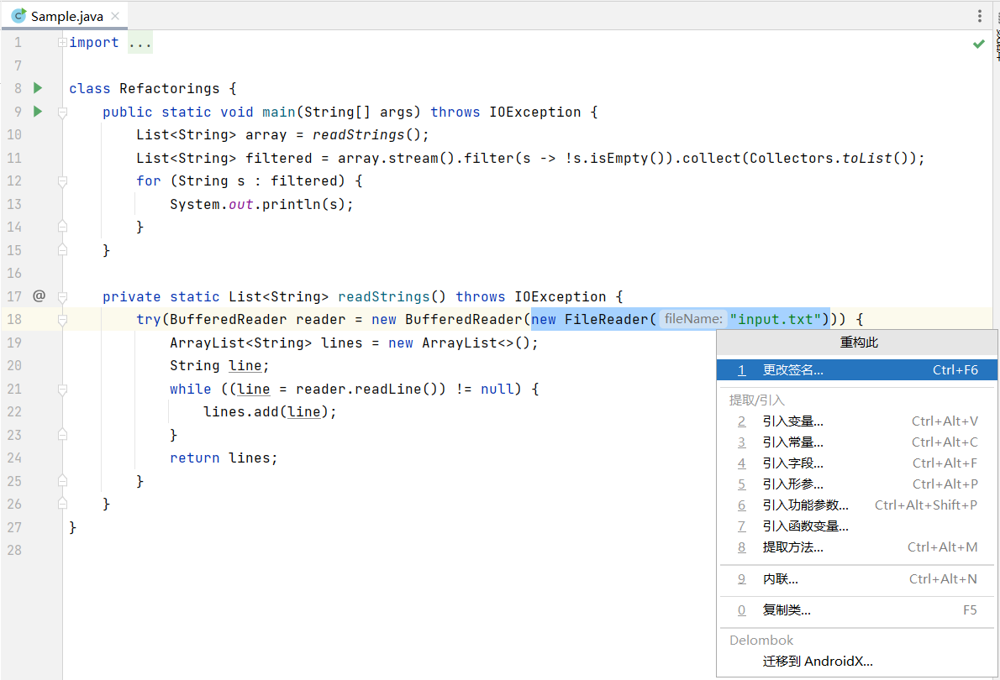 Sample.java
1 import ...
7
8 class Refactorings {
9 public static void main(String[] args) throws IOException {
10 List<String> array = readStrings();
11 List<String> filtered = array.stream().filter(s -> !s.isEmpty()).collect(Collectors.toList());
12 for (String s : filtered) {
13 System.out.println(s);
14 }
15 }
16
17 @ private static List<String> readStrings() throws IOException {
18 try(BufferedReader reader = new BufferedReader(new FileReader( fileName: "input.txt"))) {
19 ArrayList<String> lines = new ArrayList<>();
20 String line;
21 while ((line = reader.readLine()) != null) {
22 lines.add(line);
23 }
24 return lines;
25 }
26 }
27 }
28
重构此
1 更改签名... Ctrl+F6
提取/引入
2 引入变量... Ctrl+Alt+V
3 引入常量... Ctrl+Alt+C
4 引入字段... Ctrl+Alt+F
5 引入形参... Ctrl+Alt+P
6 引入功能参数... Ctrl+Alt+Shift+P
7 引入函数变量...
8 提取方法... Ctrl+Alt+M
9 内联... Ctrl+Alt+N
0 复制类... F5
Delombok
迁移到 AndroidX...